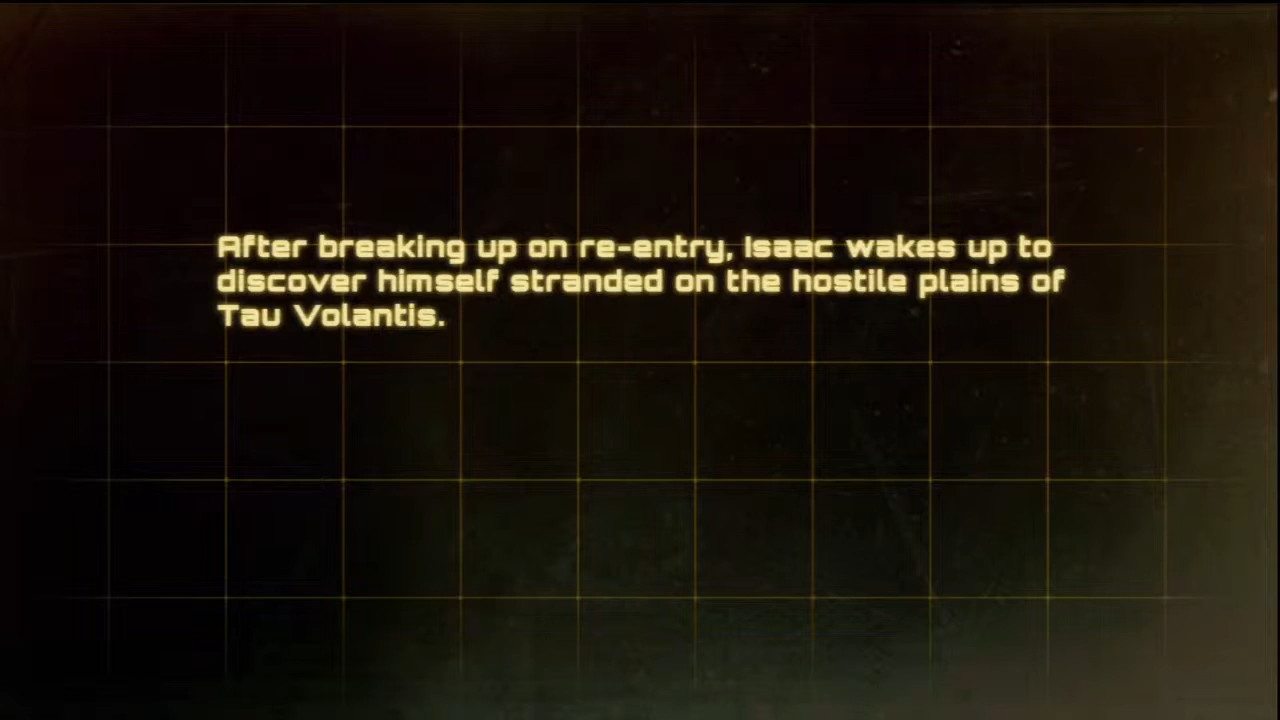 After breaking up on re-entry, Isaac wakes up to
discover himself stranded on the hostile plains of
Tau Volantis.